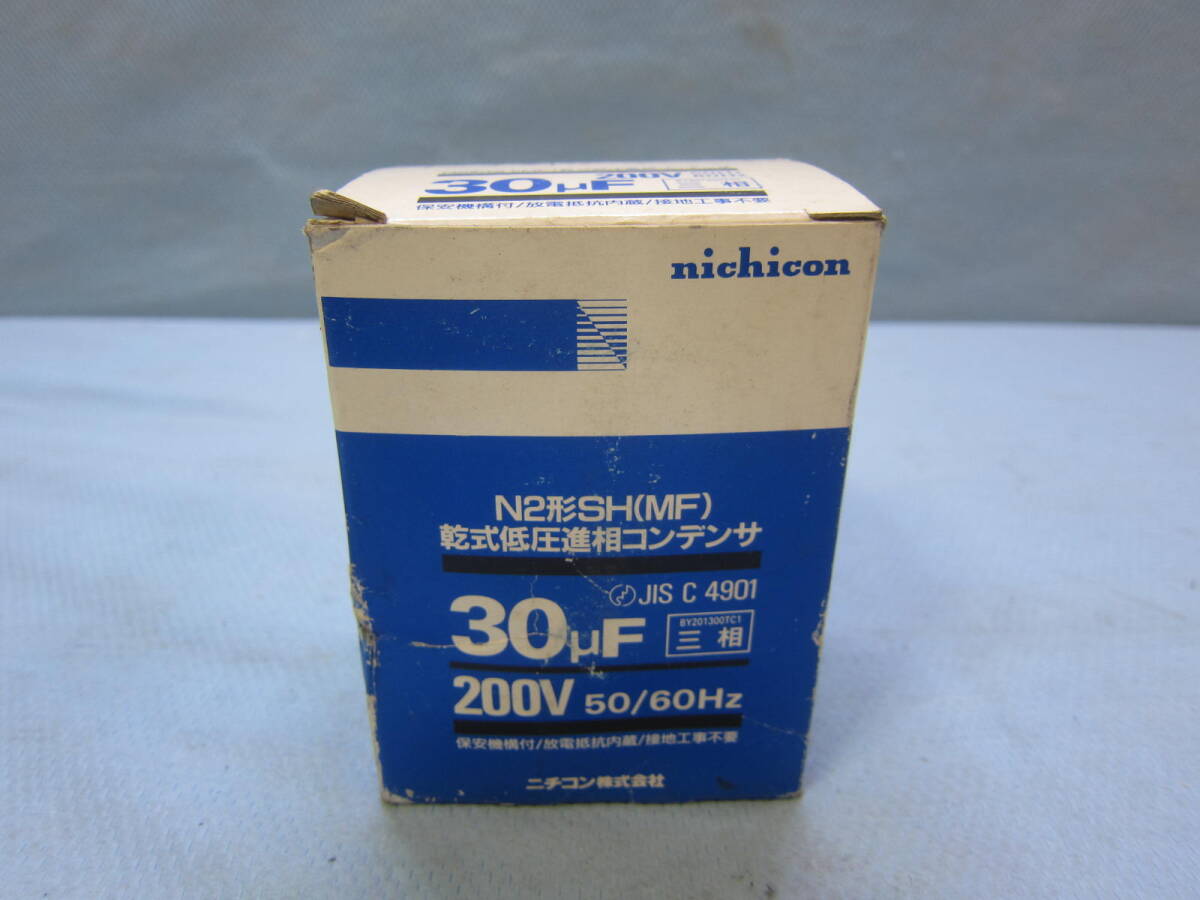 200V
30μF
三相
保安機構付/放電抵抗内蔵/接地工事不要
nichicon
N2形SH(MF)
乾式低圧進相コンデンサ
JIS C 4901
30μF
BY201300TC1
三相
200V 50/60Hz
保安機構付/放電抵抗内蔵/接地工事不要
ニチコン株式会社